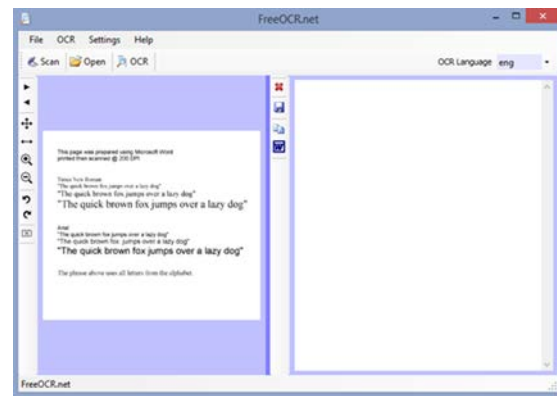 FreeOCR.net
File OCR Settings Help
Scan Open OCR OCR Language eng
This page was prepared using Microsoft Word
printed then scanned @ 200 DPI
Times New Roman
"The quick brown fox jumps over a lazy dog"
"The quick brown fox jumps over a lazy dog"
"The quick brown fox jumps over a lazy dog"
Arial
"The quick brown fox jumps over a lazy dog"
"The quick brown fox jumps over a lazy dog"
"The quick brown fox jumps over a lazy dog"
The phrase above uses all letters from the alphabet.
FreeOCR.net